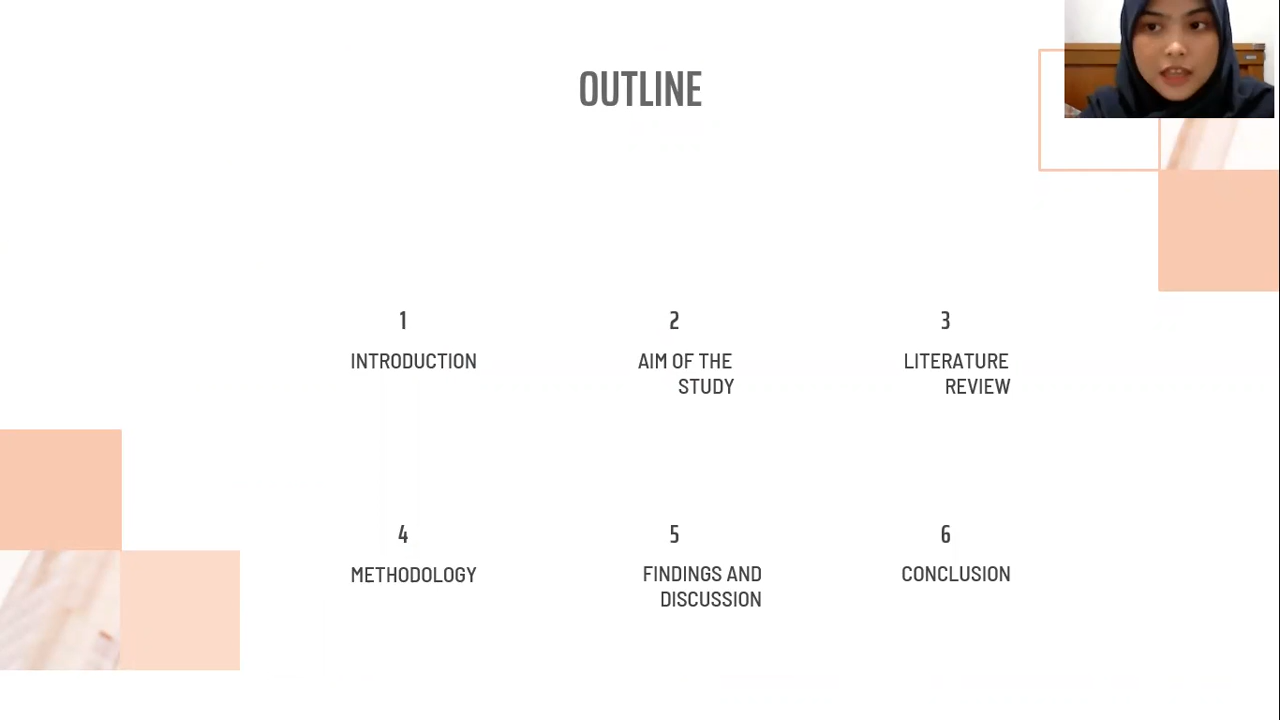 OUTLINE
1
INTRODUCTION
2
AIM OF THE
STUDY
3
LITERATURE
REVIEW
4
METHODOLOGY
5
FINDINGS AND
DISCUSSION
6
CONCLUSION